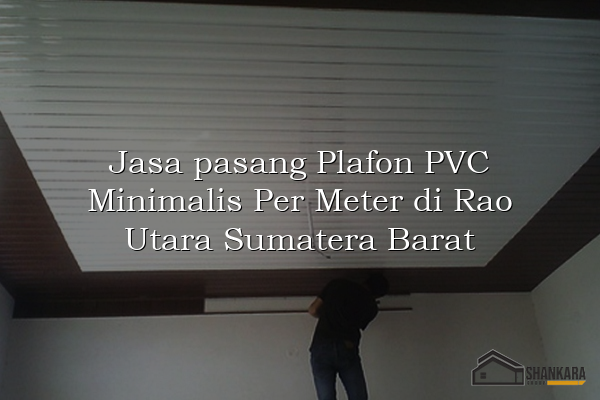 Jasa pasang Plafon PVC
Minimalis Per Meter di Rao
Utara Sumatera Barat
SHANKARA